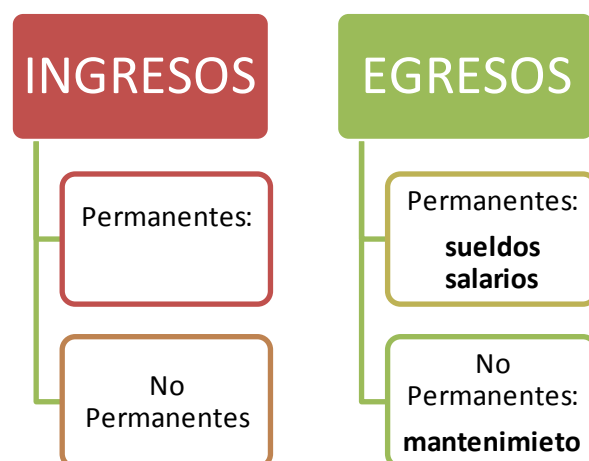 INGRESOS
Permanentes:
No
Permanentes
EGRESOS
Permanentes:
sueldos
salarios
No
Permanentes:
mantenimieto